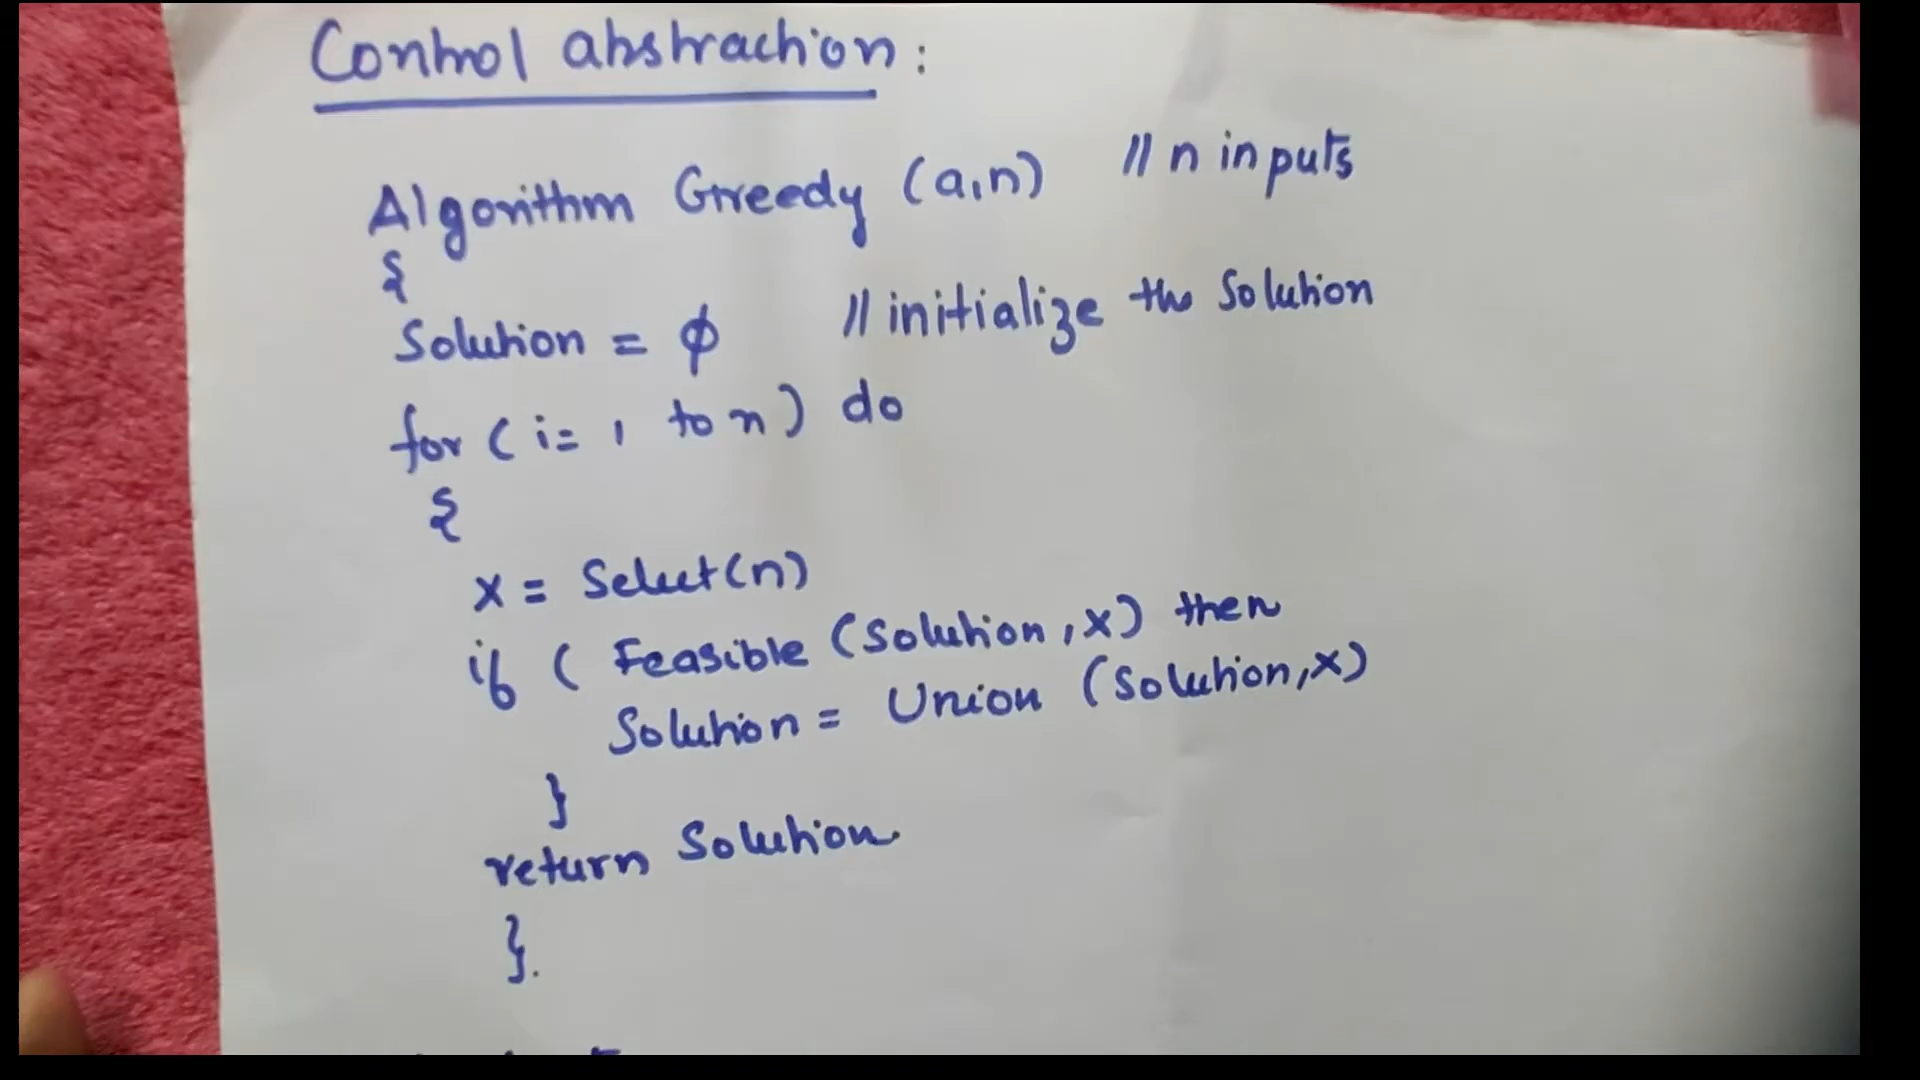 Control abstraction:
Algorithm Greedy (a,n) // n inputs
{
Solution = ϕ // initialize the Solution
for ( i = 1 to n ) do
{
x = Select(n)
if ( Feasible (Solution, x) then
Solution = Union (Solution, x)
}
return Solution.
}.